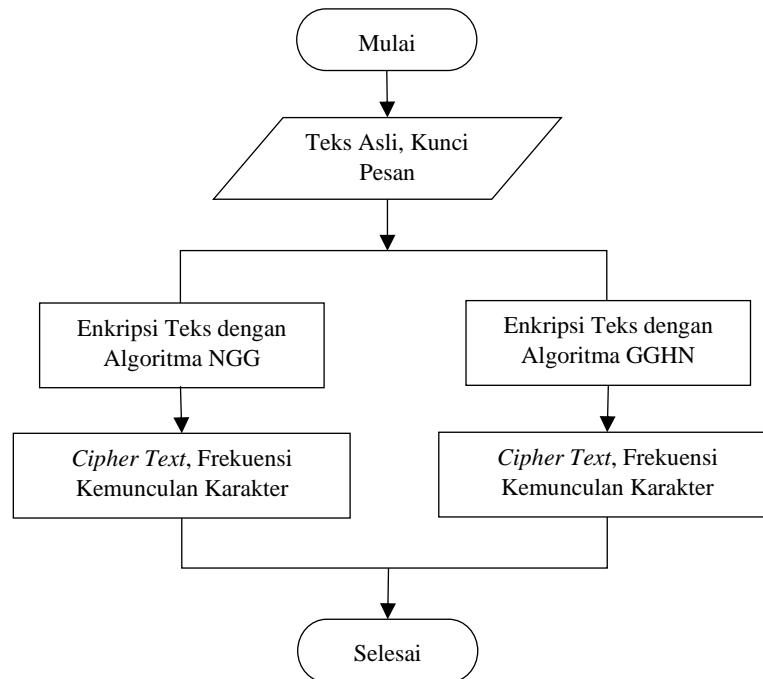 Mulai
Teks Asli, Kunci
Pesan
Enkripsi Teks dengan
Algoritma NGG
Enkripsi Teks dengan
Algoritma GGHN
Cipher Text, Frekuensi
Kemunculan Karakter
Cipher Text, Frekuensi
Kemunculan Karakter
Selesai